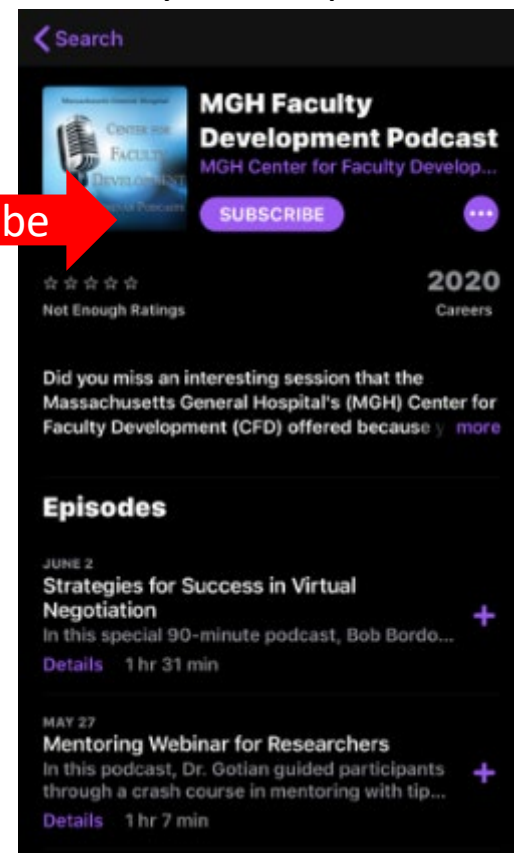 Search
Massachusetts General Hospital
CENTER FOR
FACULTY
DEVELOPMENT
MGH Faculty
Development Podcast
MGH Center for Faculty Develop...
be
SUBSCRIBE
2020
Not Enough Ratings
Careers
Did you miss an interesting session that the
Massachusetts General Hospital's (MGH) Center for
Faculty Development (CFD) offered because y more
Episodes
JUNE 2
Strategies for Success in Virtual
Negotiation
In this special 90-minute podcast, Bob Bordo...
Details 1 hr 31 min
MAY 27
Mentoring Webinar for Researchers
In this podcast, Dr. Gotian guided participants
through a crash course in mentoring with tip...
Details 1 hr 7 min